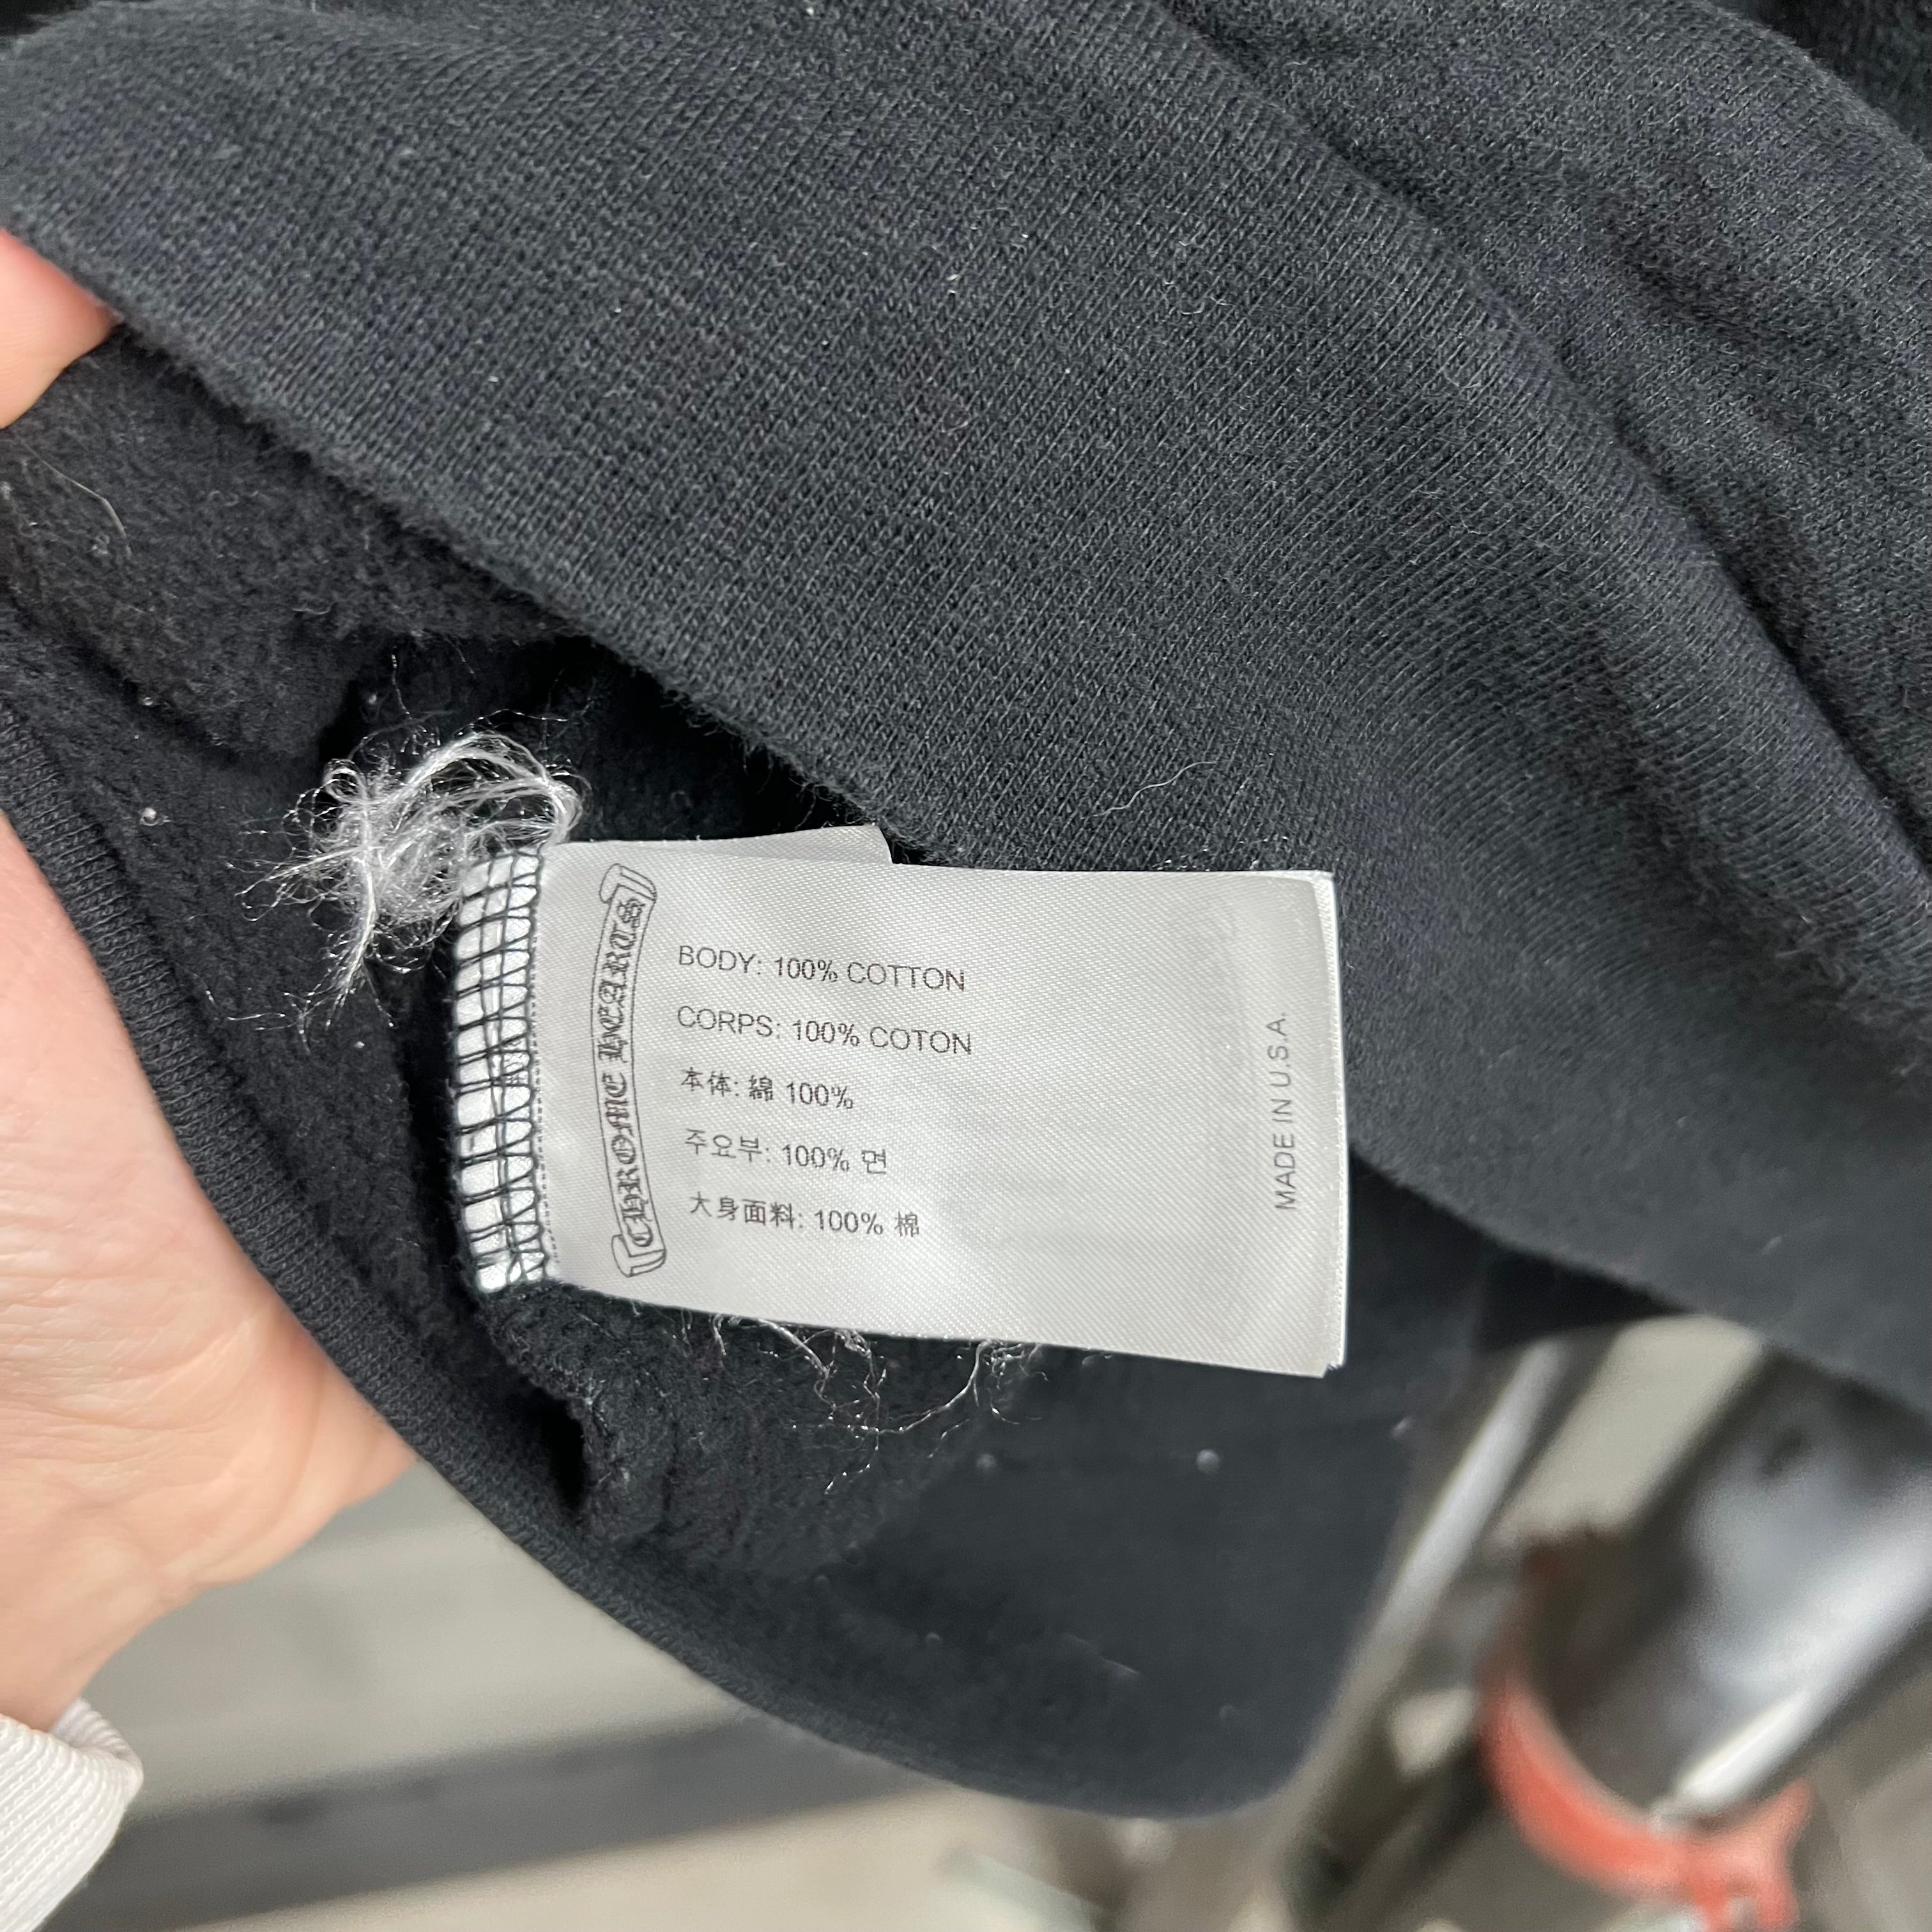 CHROME HEARTS
BODY: 100% COTTON
CORPS: 100% COTON
本体: 綿 100%
주요부: 100% 면
大身面料: 100% 棉
MADE IN U.S.A.